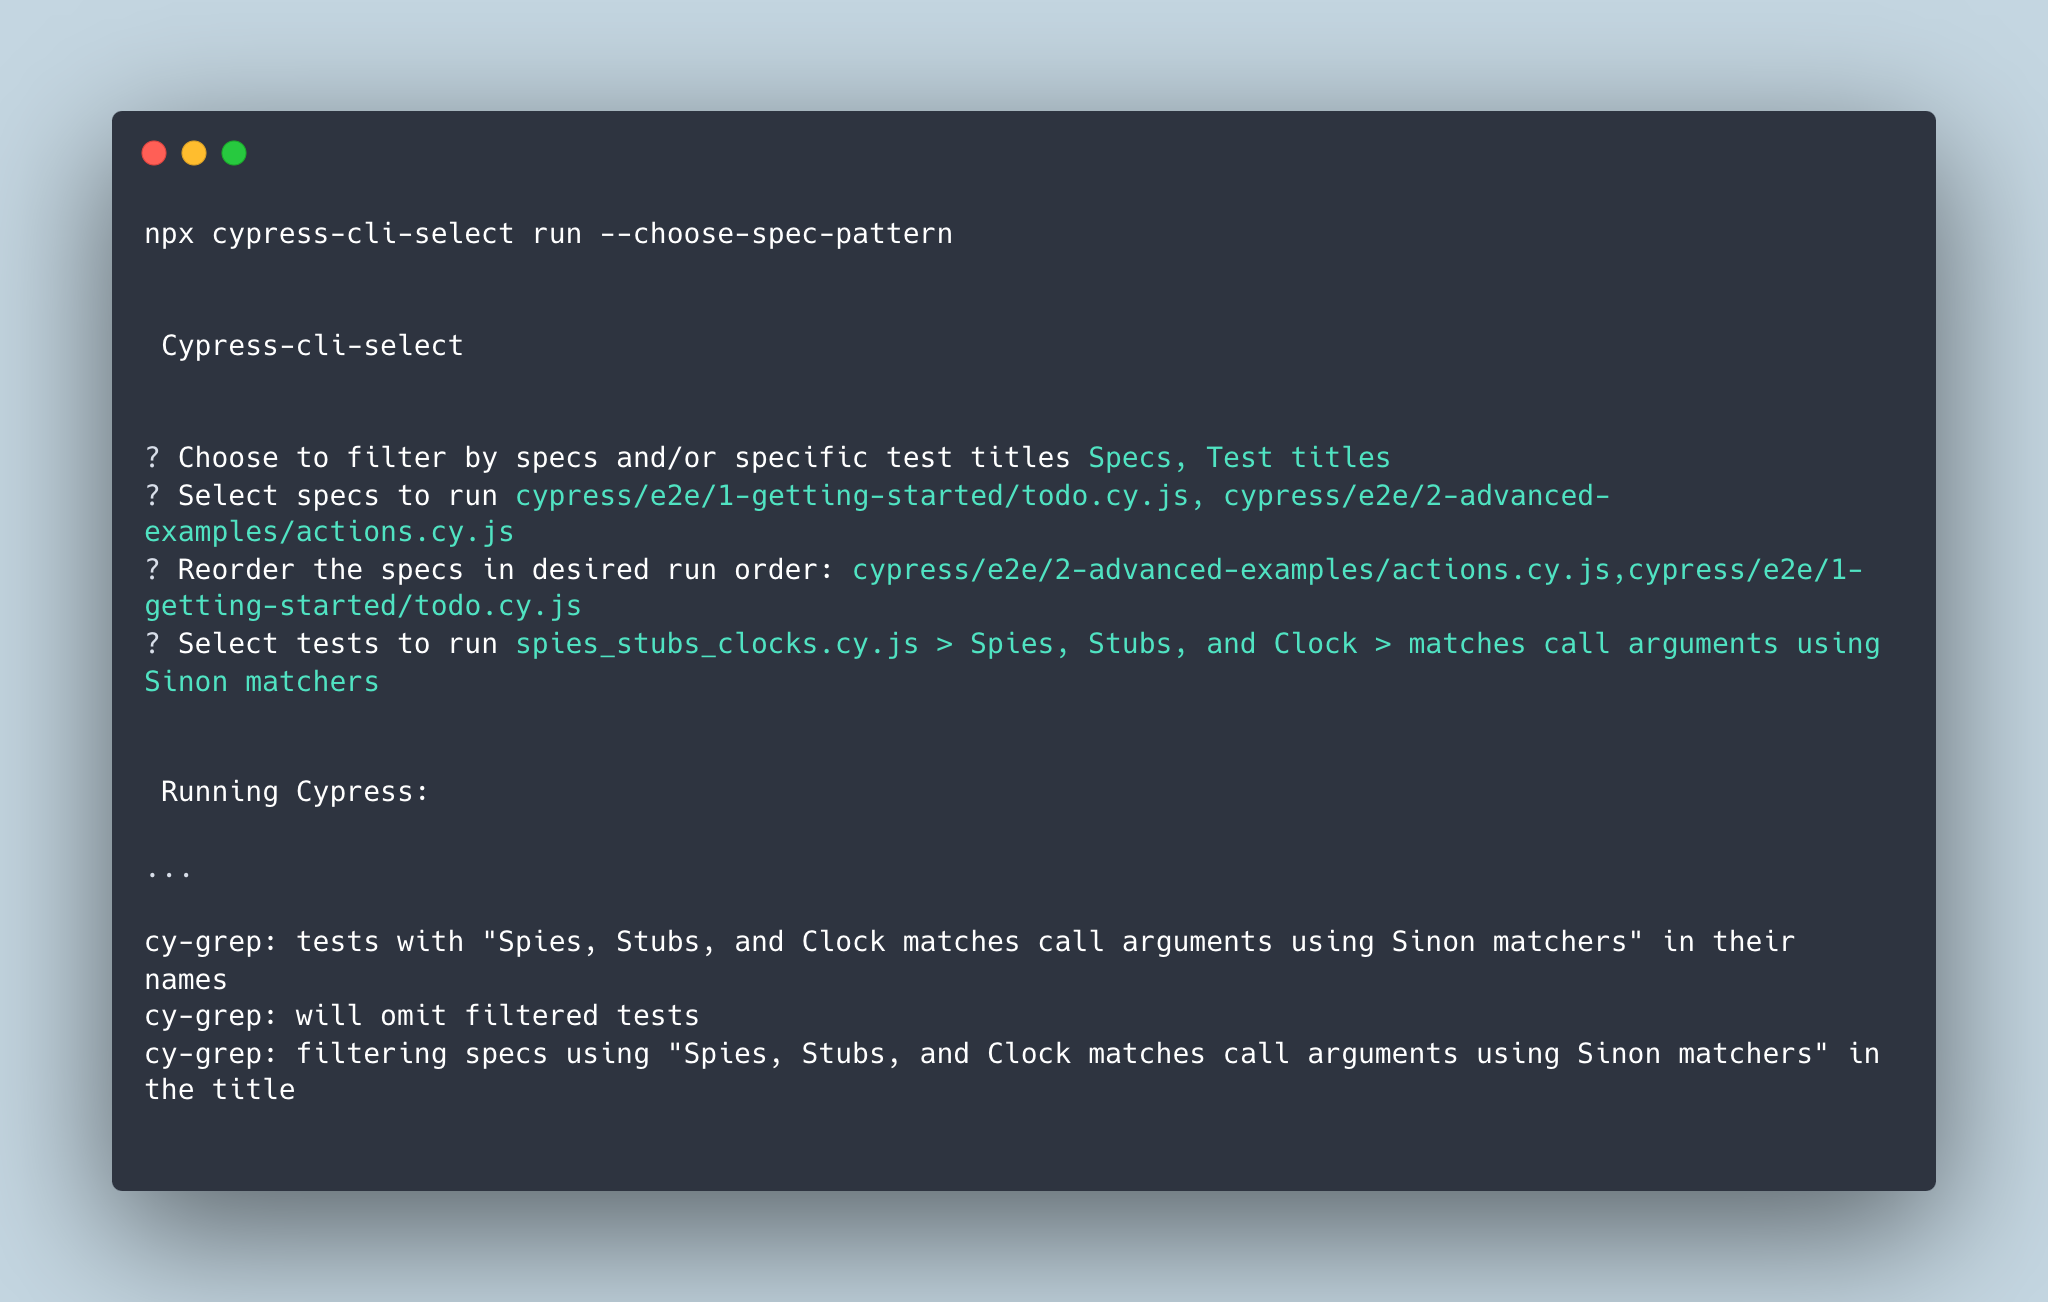 npx cypress-cli-select run --choose-spec-pattern
Cypress-cli-select
? Choose to filter by specs and/or specific test titles Specs, Test titles
? Select specs to run cypress/e2e/1-getting-started/todo.cy.js, cypress/e2e/2-advanced-
examples/actions.cy.js
? Reorder the specs in desired run order: cypress/e2e/2-advanced-examples/actions.cy.js,cypress/e2e/1-
getting-started/todo.cy.js
? Select tests to run spies_stubs_clocks.cy.js > Spies, Stubs, and Clock > matches call arguments using
Sinon matchers
Running Cypress:
...
cy-grep: tests with "Spies, Stubs, and Clock matches call arguments using Sinon matchers" in their
names
cy-grep: will omit filtered tests
cy-grep: filtering specs using "Spies, Stubs, and Clock matches call arguments using Sinon matchers" in
the title